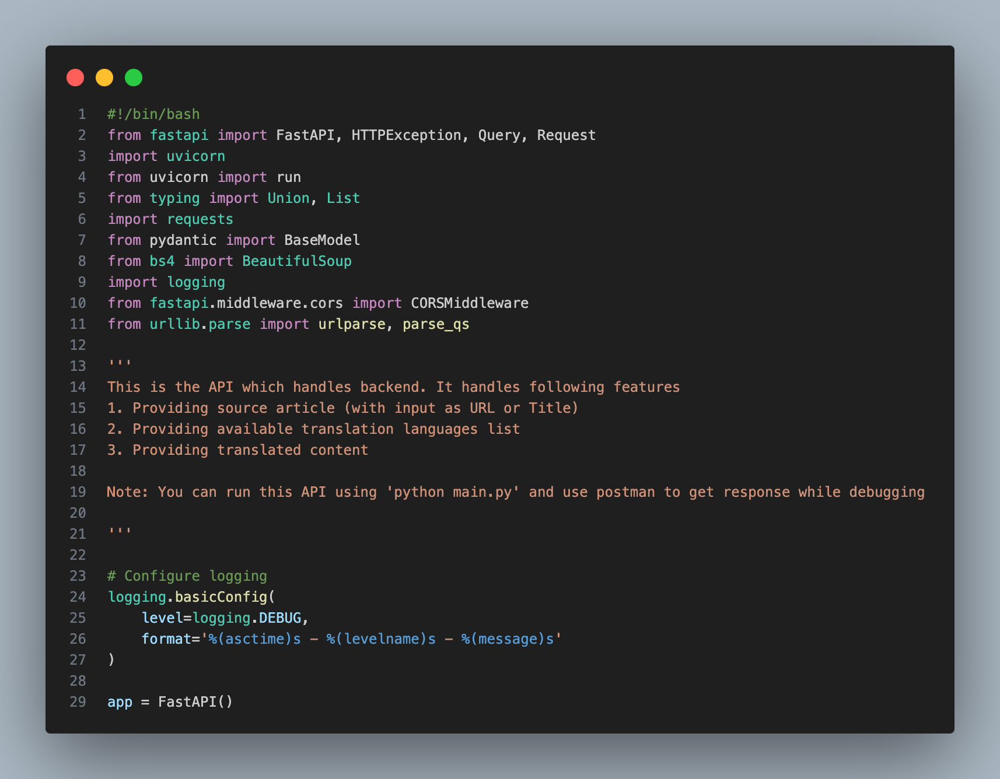 1 #!/bin/bash
2 from fastapi import FastAPI, HTTPException, Query, Request
3 import uvicorn
4 from uvicorn import run
5 from typing import Union, List
6 import requests
7 from pydantic import BaseModel
8 from bs4 import BeautifulSoup
9 import logging
10 from fastapi.middleware.cors import CORSMiddleware
11 from urllib.parse import urlparse, parse_qs
12
13 '''
14 This is the API which handles backend. It handles following features
15 1. Providing source article (with input as URL or Title)
16 2. Providing available translation languages list
17 3. Providing translated content
18
19 Note: You can run this API using 'python main.py' and use postman to get response while debugging
20
21 '''
22
23 # Configure logging
24 logging.basicConfig(
25     level=logging.DEBUG,
26     format='%(asctime)s - %(levelname)s - %(message)s'
27 )
28
29 app = FastAPI()